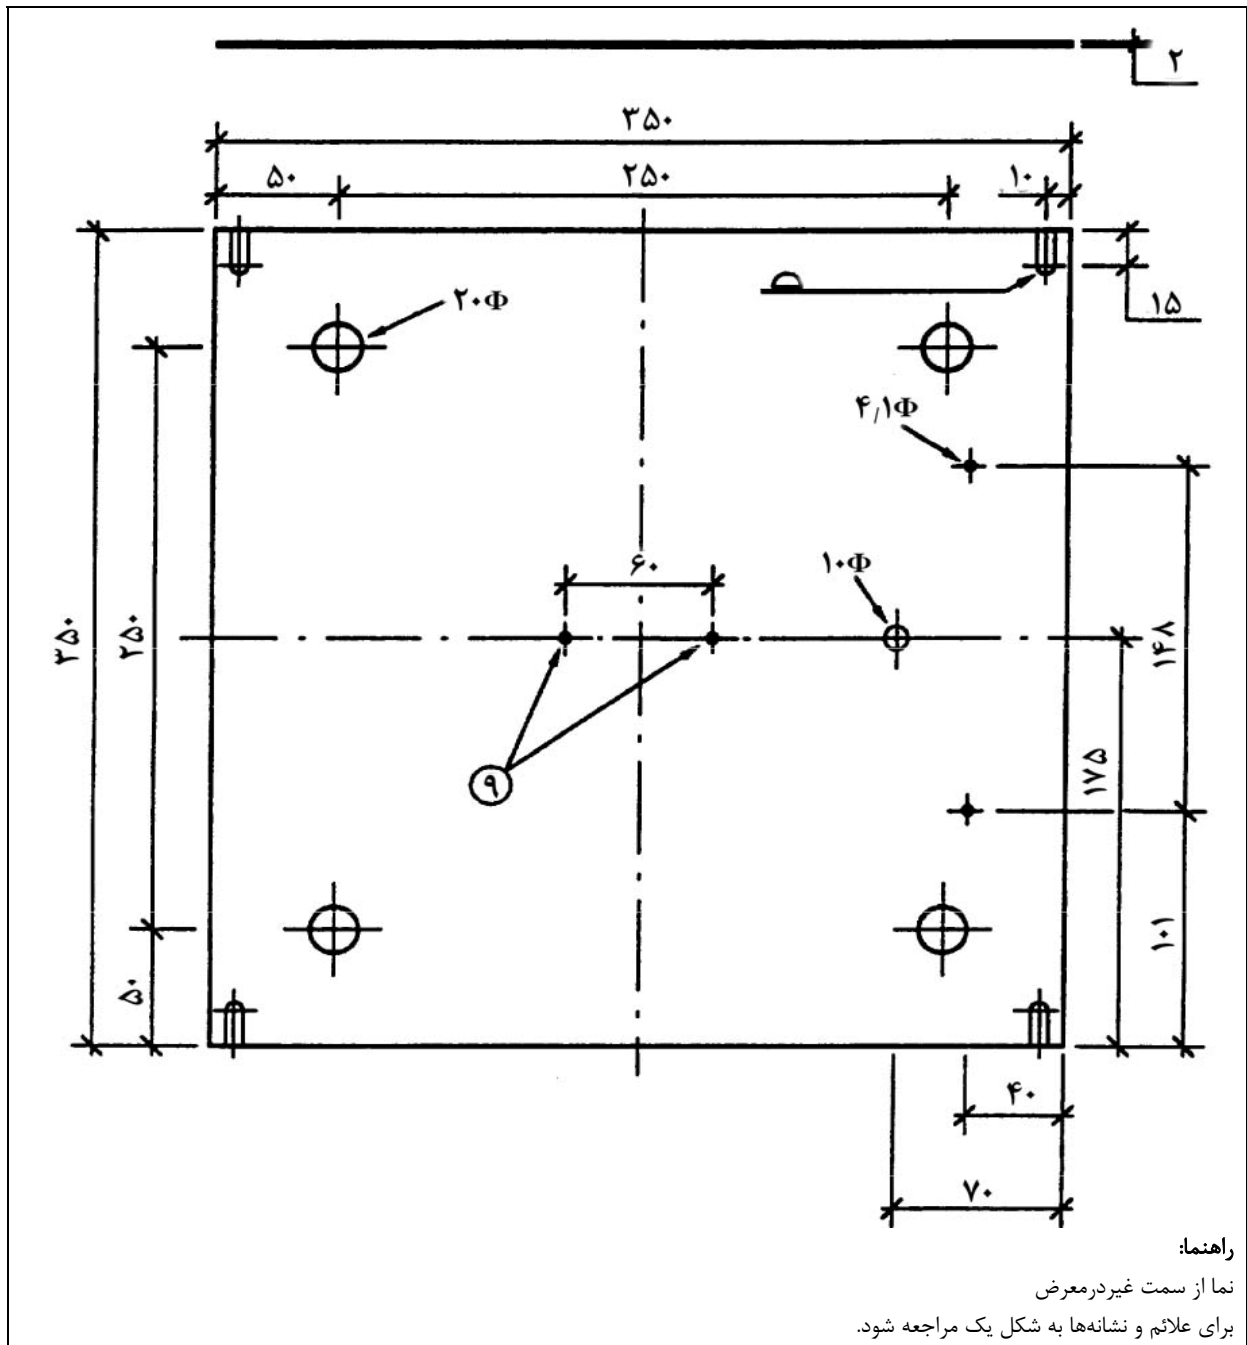 ۲
۳۵۰
۵۰
۲۵۰
۱۰
۱۵
۲۰Φ
۴٫۱Φ
۶۰
۱۰Φ
۳۵۰
۲۵۰
۱۴۸
۱۷۵
۹
۱۰۱
۵۰
۴۰
۷۰
راهنما:
نما از سمت غیردرمعرض
برای علائم و نشانه‌ها به شکل یک مراجعه شود.